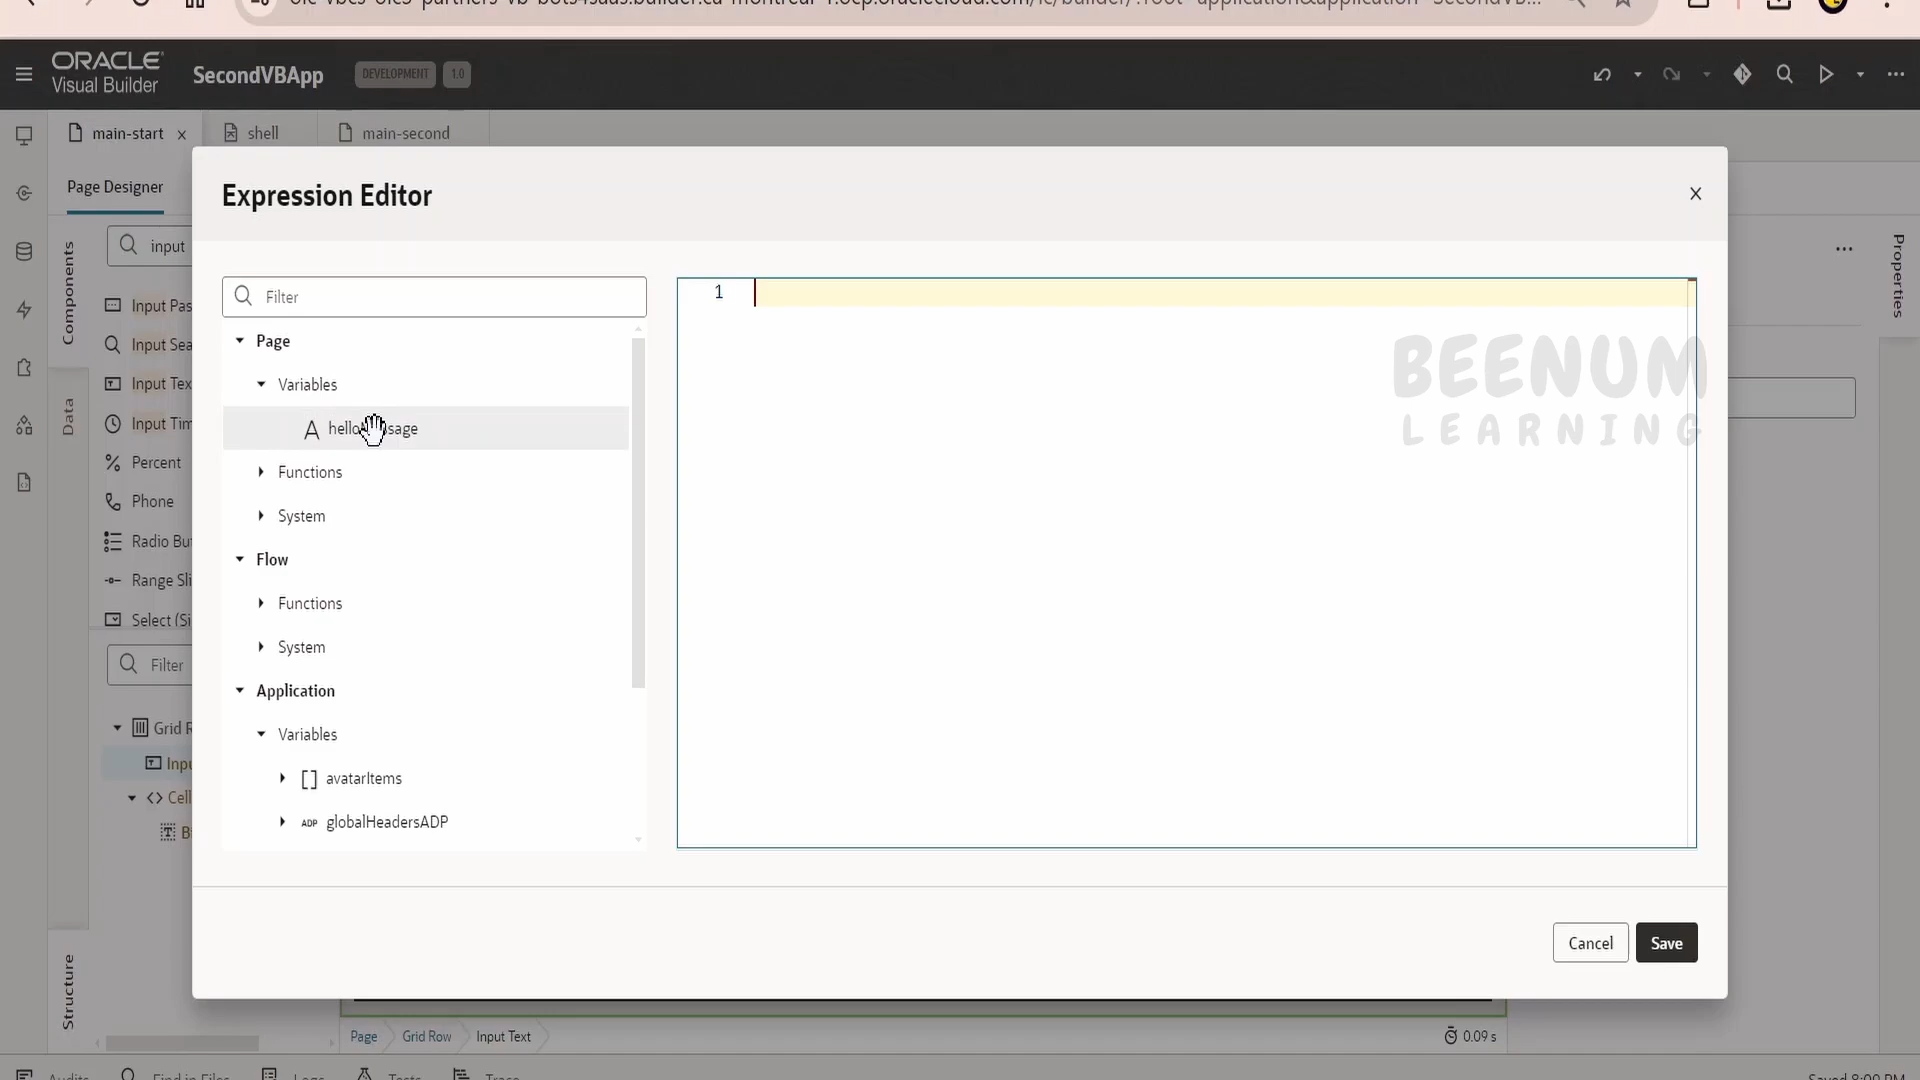 ORACLE
Visual Builder
SecondVBApp
DEVELOPMENT
1.0
main-start
shell
main-second
Page Designer
Components
Data
Structure
Properties
input
Input Pas
Input Sea
Input Tex
Input Tim
Percent
Phone
Radio Bu
Range Sli
Select (Si
Filter
Grid R
Inpu
Cell
Bi
Expression Editor
Filter
Page
Variables
Functions
System
Flow
Functions
System
Application
Variables
[ ] avatarItems
ADP globalHeadersADP
1
BEENUM
LEARNING
Cancel
Save
Page
Grid Row
Input Text
0.09 s